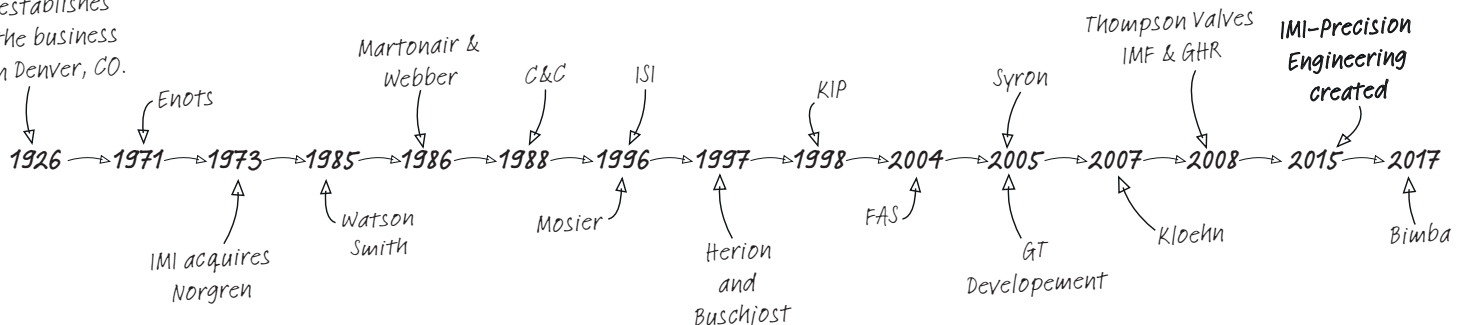 establishes
the business
in Denver, CO.
Enots
Martonair &
Webber
C&C
ISI
KIP
Syron
Thompson Valves
IMF & GHR
IMI-Precision
Engineering
created
1926 1971 1973 1985 1986 1988 1996 1997 1998 2004 2005 2007 2008 2015 2017
IMI acquires
Norgren
Watson
Smith
Mosier
Herion
and
Buschjost
FAS
GT
Developement
Kloehn
Bimba